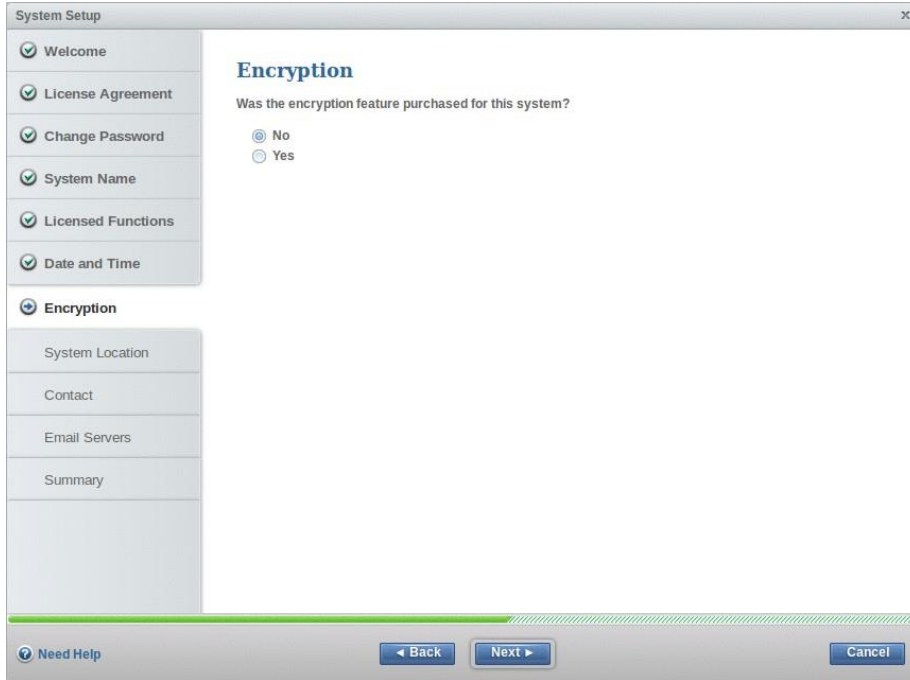 System Setup
x
Welcome
License Agreement
Change Password
System Name
Licensed Functions
Date and Time
Encryption
System Location
Contact
Email Servers
Summary
Encryption
Was the encryption feature purchased for this system?
No
Yes
Need Help
◄ Back
Next ►
Cancel